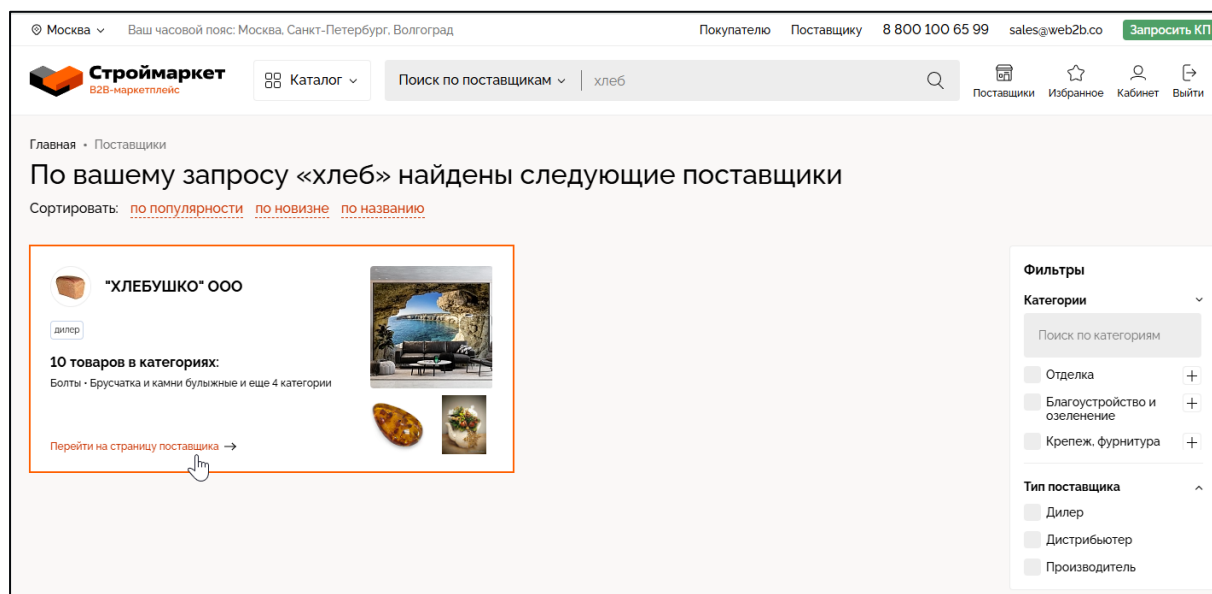 Москва
Ваш часовой пояс: Москва, Санкт-Петербург, Волгоград
Покупателю
Поставщику
8 800 100 65 99
sales@web2b.co
Запросить КП
Строймаркет
B2B-маркетплейс
Каталог
Поиск по поставщикам
хлеб
Поставщики
Избранное
Кабинет
Выйти
Главная • Поставщики
По вашему запросу «хлеб» найдены следующие поставщики
Сортировать: по популярности по новизне по названию
"ХЛЕБУШКО" ООО
дилер
10 товаров в категориях:
Болты • Брусчатка и камни булыжные и еще 4 категории
Перейти на страницу поставщика →
Фильтры
Категории
Поиск по категориям
Отделка
Благоустройство и
озеленение
Крепеж, фурнитура
Тип поставщика
Дилер
Дистрибьютер
Производитель